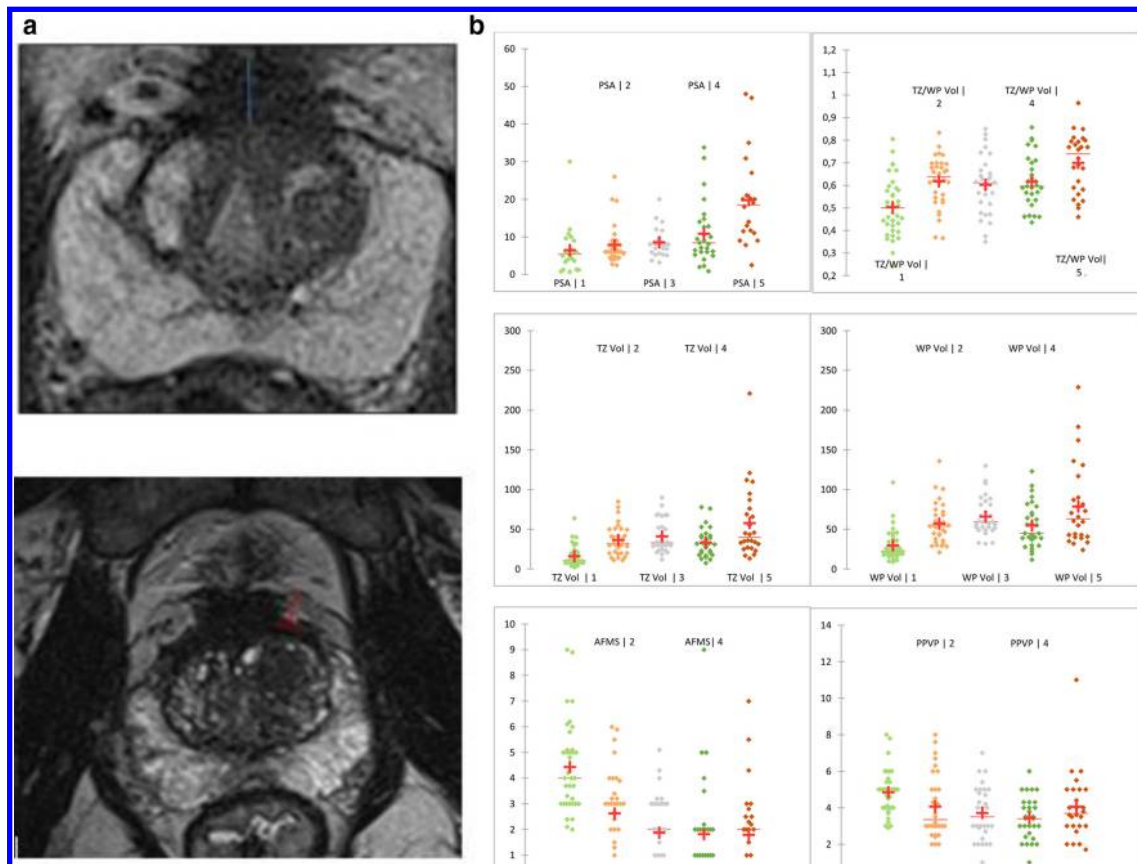 a
b
60
50
40
30
20
10
0
PSA | 2
PSA | 4
PSA | 1
PSA | 3
PSA | 5
1,2
1,1
1
0,9
0,8
0,7
0,6
0,5
0,4
0,3
0,2
TZ/WP Vol |
2
TZ/WP Vol |
4
TZ/WP Vol |
1
TZ/WP Vol|
5 .
300
250
200
150
100
50
0
TZ Vol | 2
TZ Vol | 4
TZ Vol | 1
TZ Vol | 3
TZ Vol | 5
300
250
200
150
100
50
0
WP Vol | 2
WP Vol | 4
WP Vol | 1
WP Vol | 3
WP Vol | 5
10
9
8
7
6
5
4
3
2
1
AFMS | 2
AFMS| 4
14
12
10
8
6
4
2
PPVP | 2
PPVP | 4